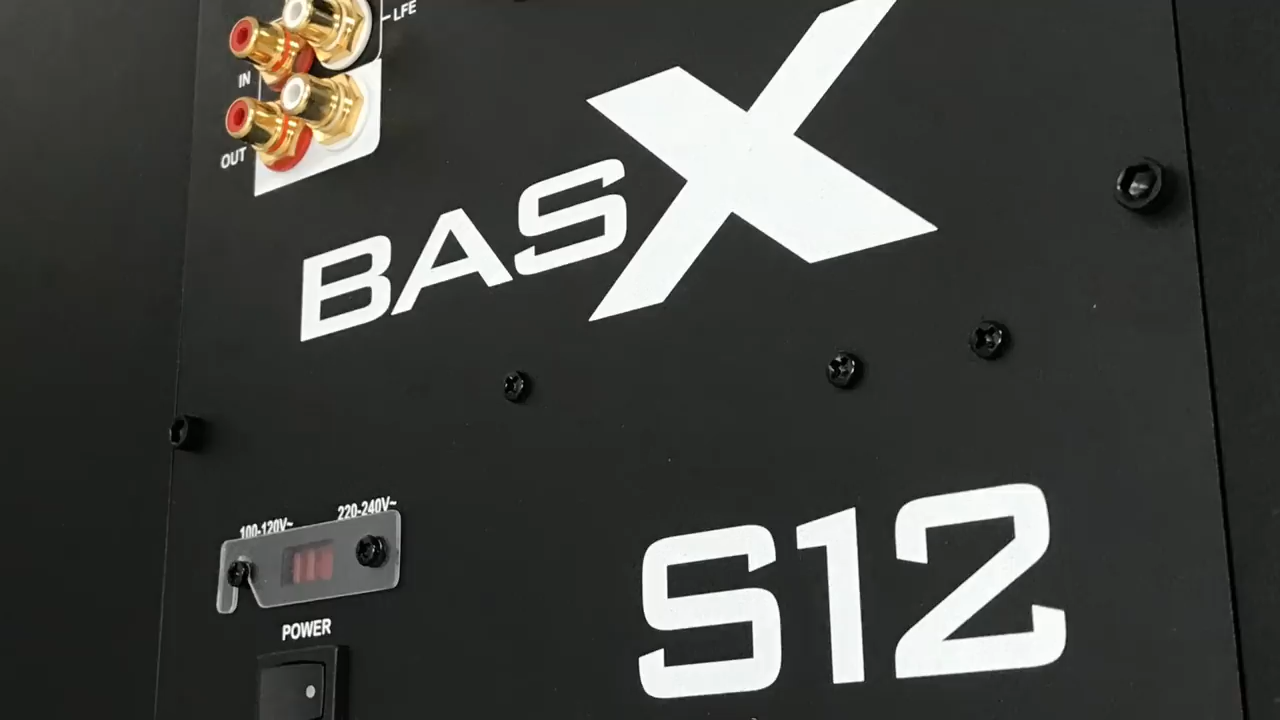 LFE
IN
OUT
BASX
100-120V~
220-240V~
S12
POWER